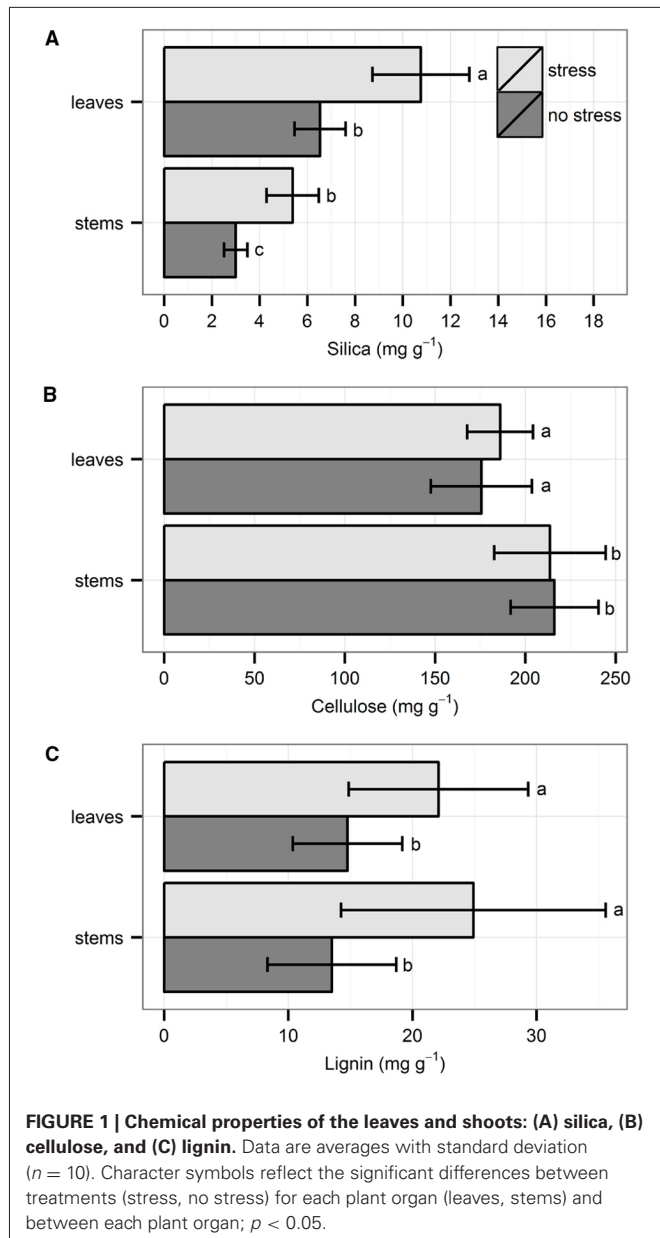 A
leaves
a
stress
b
no stress
stems
b
c
0 2 4 6 8 10 12 14 16 18
Silica (mg g⁻¹)
B
leaves
a
a
stems
b
b
0 50 100 150 200 250
Cellulose (mg g⁻¹)
C
leaves
a
b
stems
a
b
0 10 20 30
Lignin (mg g⁻¹)
FIGURE 1 | Chemical properties of the leaves and shoots: (A) silica, (B)
cellulose, and (C) lignin. Data are averages with standard deviation
(n = 10). Character symbols reflect the significant differences between
treatments (stress, no stress) for each plant organ (leaves, stems) and
between each plant organ; p < 0.05.